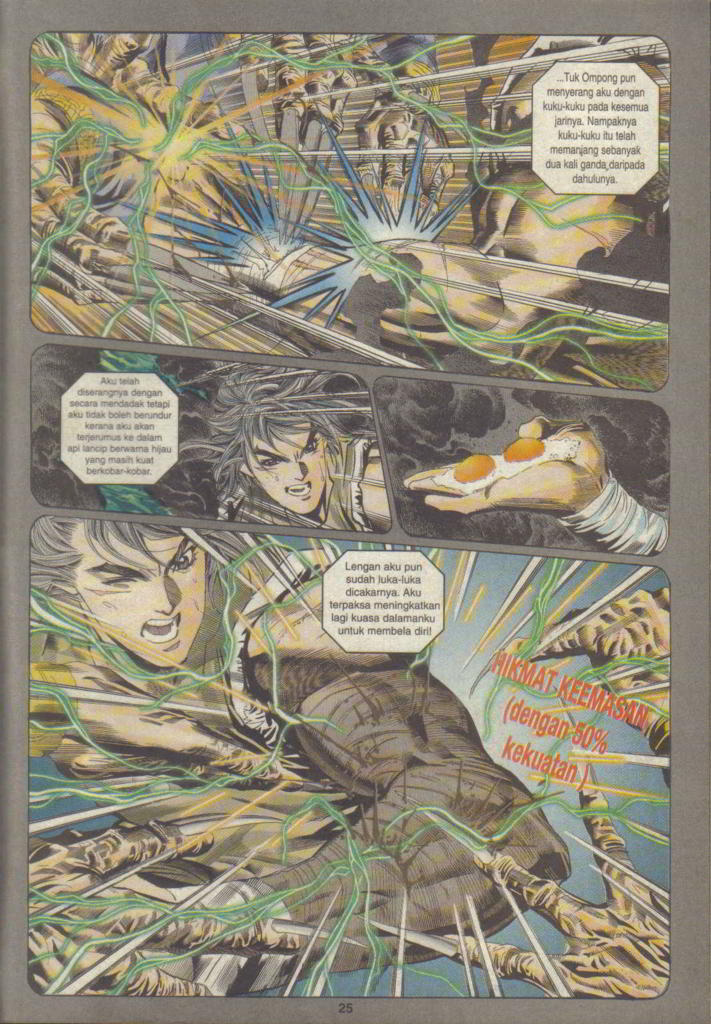 ...Tuk Ompong pun
menyerang aku dengan
kuku-kuku pada kesemua
jarinya. Nampaknya
kuku-kuku itu telah
memanjang sebanyak
dua kali ganda daripada
dahulunya.
Aku telah
diserangnya dengan
secara mendadak tetapi
aku tidak boleh berundur
kerana aku akan
terjerumus ke dalam
api lancip berwarna hijau
yang masih kuat
berkobar-kobar.
Lengan aku pun
sudah luka-luka
dicakarnya. Aku
terpaksa meningkatkan
lagi kuasa dalamanku
untuk membela diri!
HIKMAT KEEMASAN
(dengan 50%
kekuatan)
25